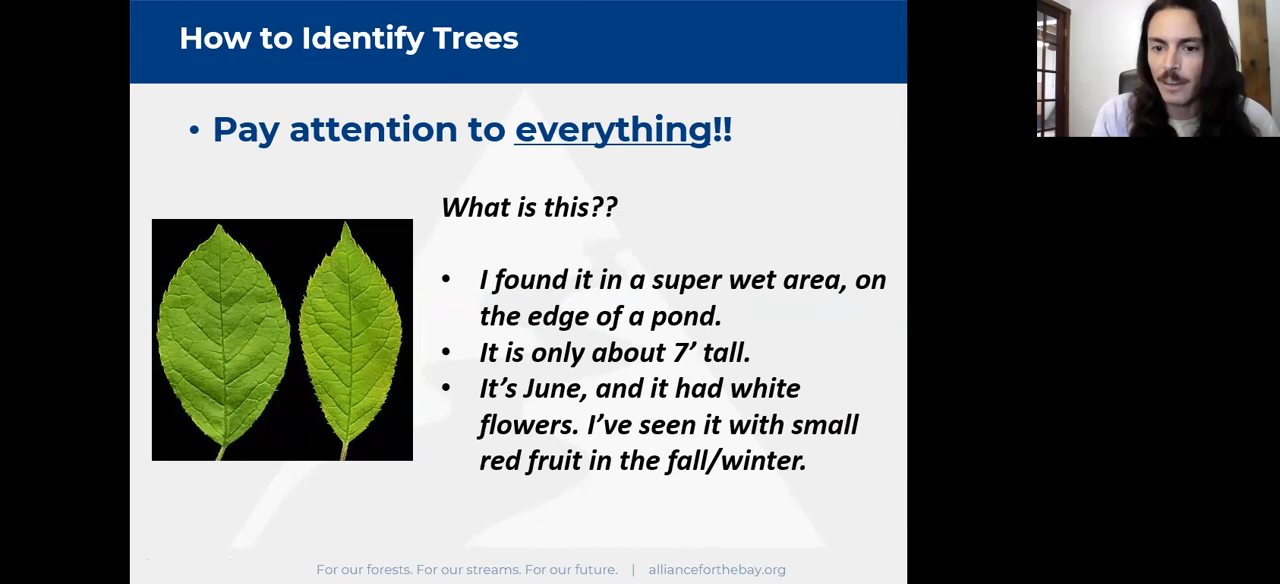 How to Identify Trees
• Pay attention to everything!!
What is this??
• I found it in a super wet area, on
the edge of a pond.
• It is only about 7’ tall.
• It’s June, and it had white
flowers. I’ve seen it with small
red fruit in the fall/winter.
For our forests. For our streams. For our future. | allianceforthebay.org